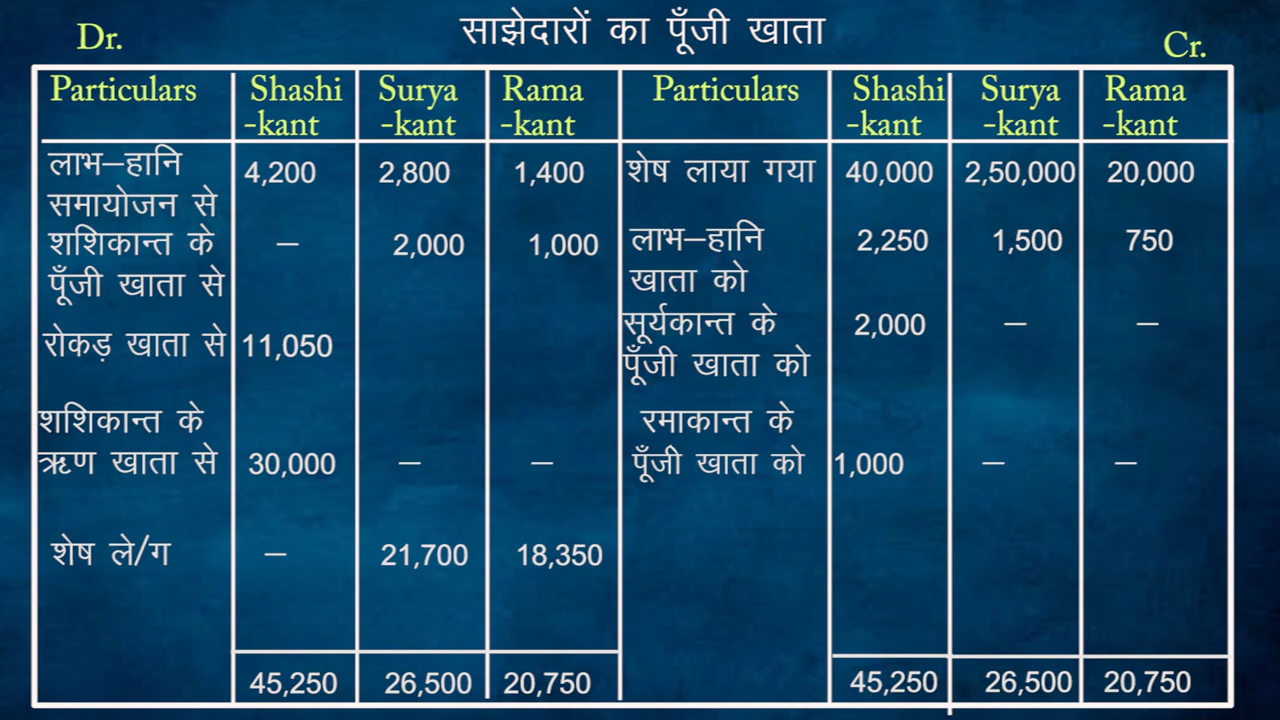 साझेदारों का पूँजी खाता
Dr. Cr.
Particulars Shashi Surya Rama Particulars Shashi Surya Rama
-kant -kant -kant -kant -kant -kant
लाभ–हानि 4,200 2,800 1,400 शेष लाया गया 40,000 2,50,000 20,000
समायोजन से
शशिकान्त के – 2,000 1,000 लाभ–हानि 2,250 1,500 750
पूँजी खाता से खाता को
सूर्यकान्त के 2,000 – –
रोकड़ खाता से 11,050 पूँजी खाता को
शशिकान्त के रमाकान्त के
ऋण खाता से 30,000 – – पूँजी खाता को 1,000 – –
शेष ले/ग – 21,700 18,350
45,250 26,500 20,750 45,250 26,500 20,750